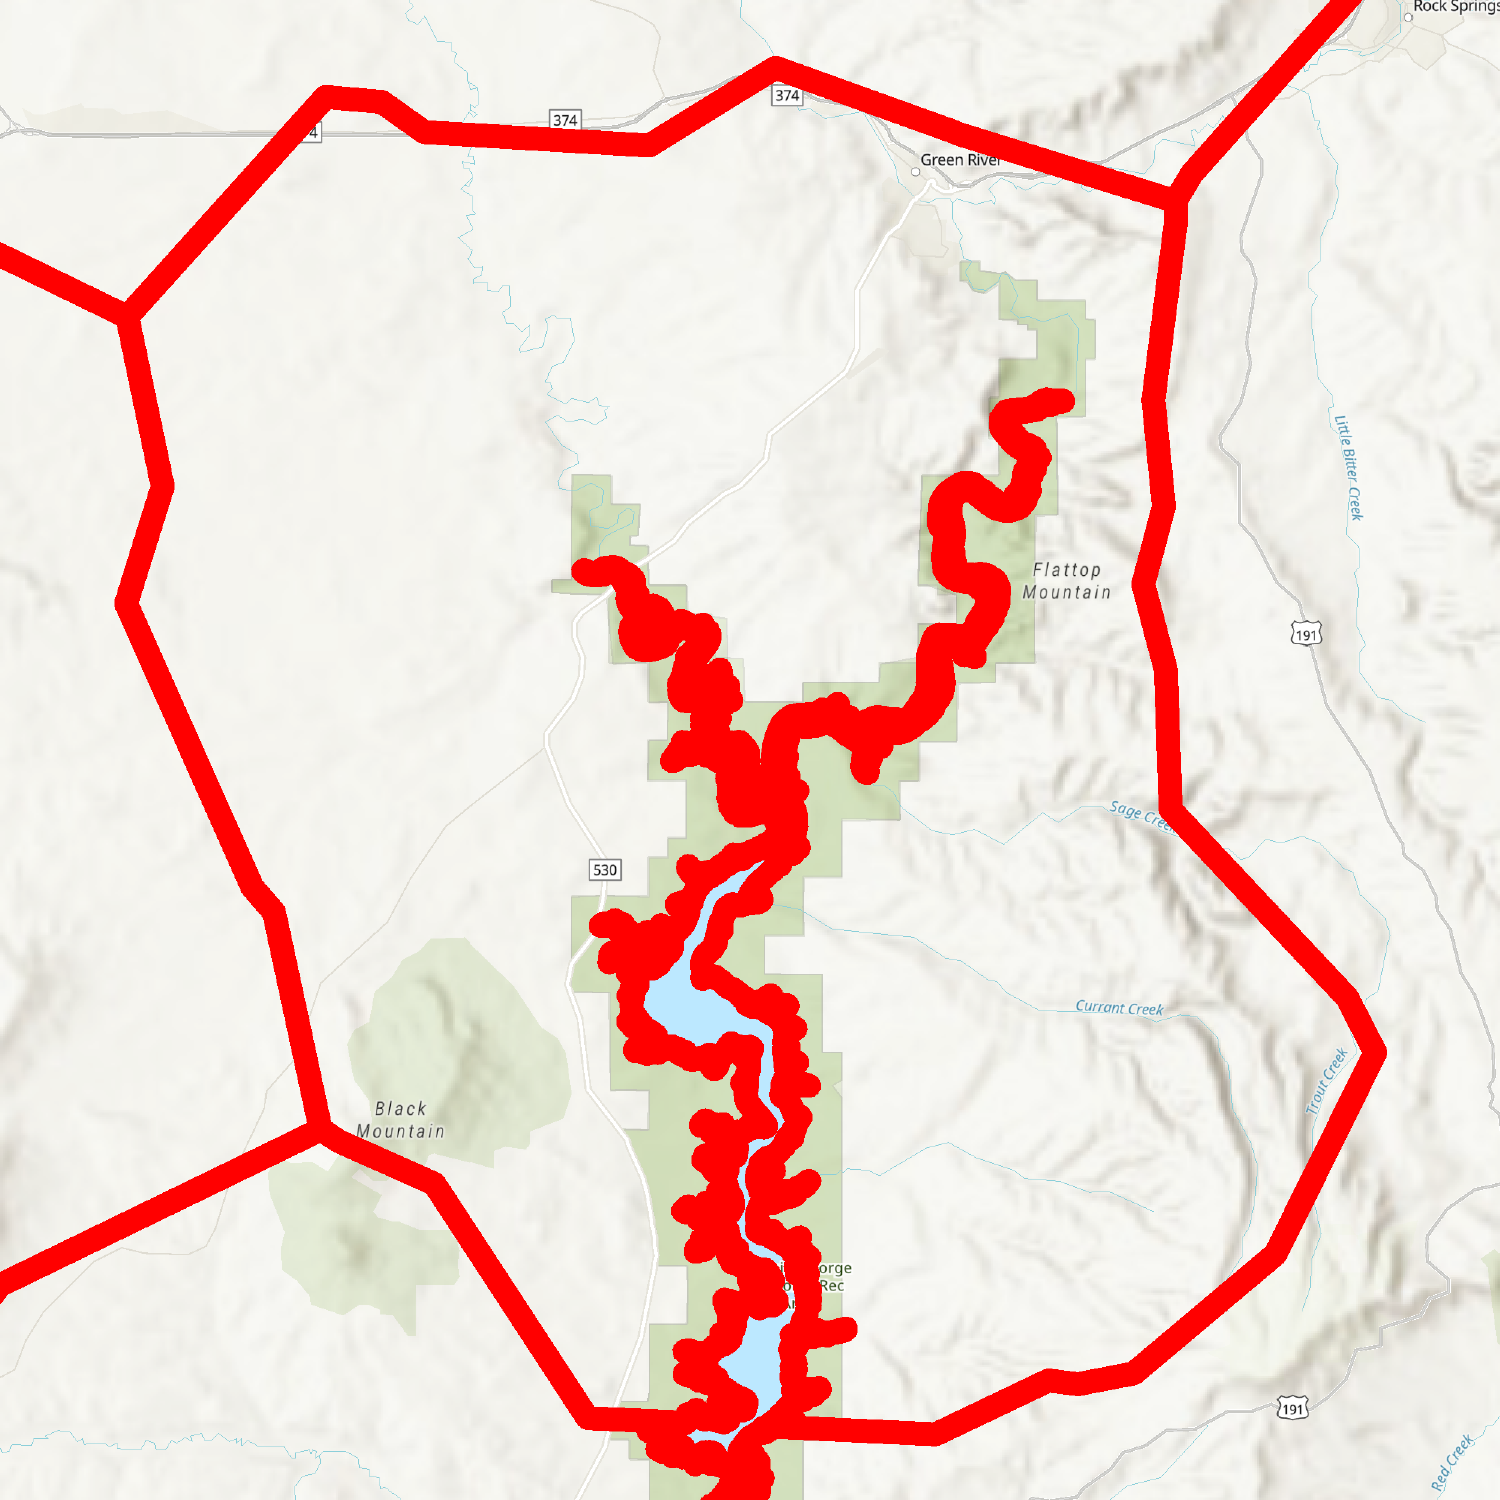 Rock Springs
374
374
4
Green River
Little Bitter Creek
Flattop
Mountain
191
Sage Creek
530
Currant Creek
Trout Creek
Black
Mountain
orge
Rec
191
Red Creek